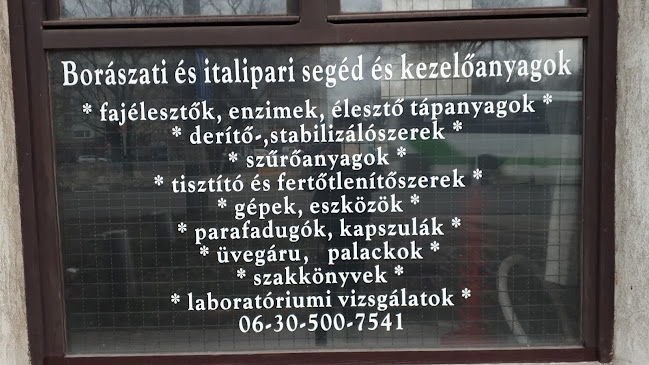 Borászati és italipari segéd és kezelőanyagok
* fajélesztők, enzimek, élesztő tápanyagok *
* derítő-,stabilizálószerek *
* szűrőanyagok *
* tisztító és fertőtlenítőszerek *
* gépek, eszközök *
* parafadugók, kapszulák *
* üvegáru, palackok *
* szakkönyvek *
* laboratóriumi vizsgálatok *
06-30-500-7541